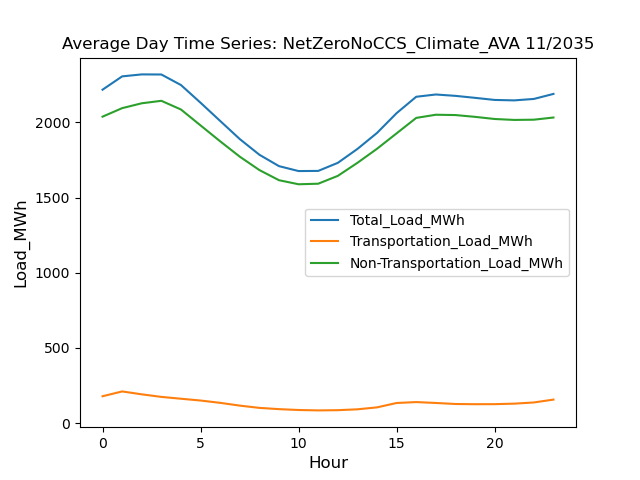 Average Day Time Series: NetZeroNoCCS_Climate_AVA 11/2035
Load_MWh
2000
1500
1000
500
0
Total_Load_MWh
Transportation_Load_MWh
Non-Transportation_Load_MWh
0 5 10 15 20
Hour